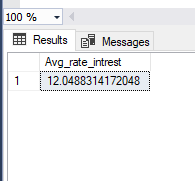 100 %
Results Messages
Avg_rate_intrest
1 12.0488314172048